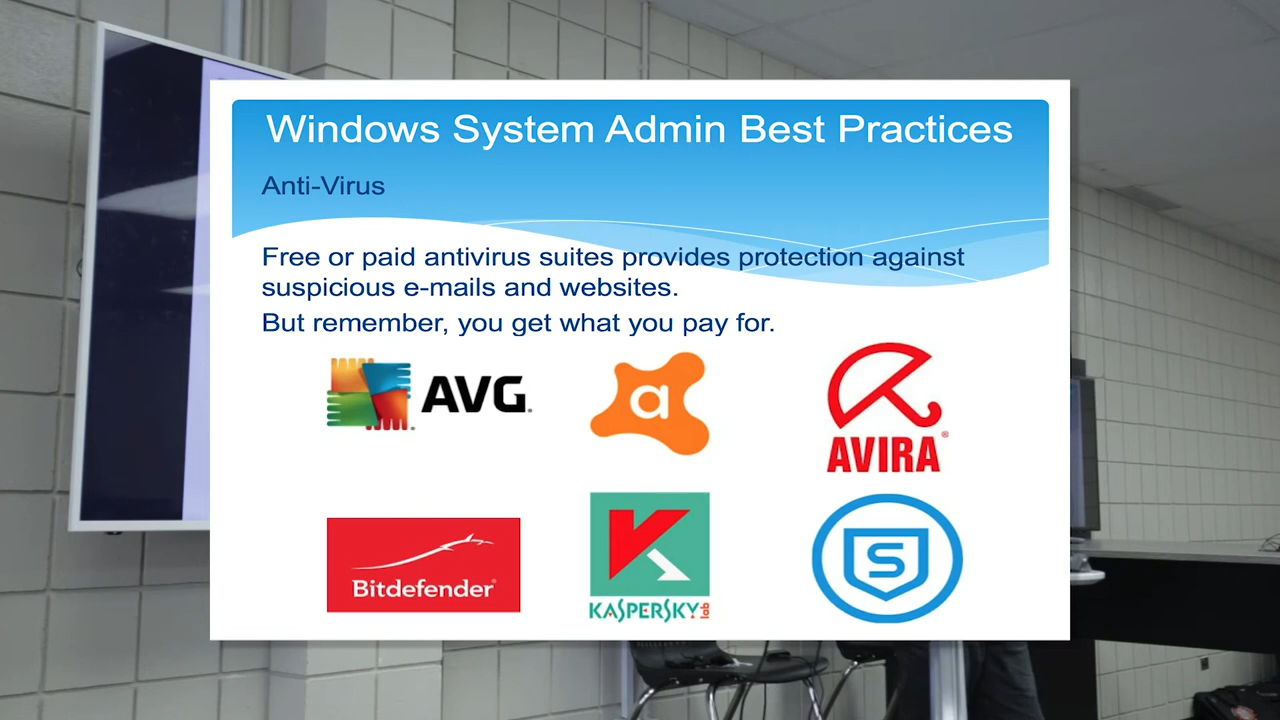 Windows System Admin Best Practices
Anti-Virus
Free or paid antivirus suites provides protection against
suspicious e-mails and websites.
But remember, you get what you pay for.
AVG®
a
AVIRA®
Bitdefender®
KASPERSKY lab
S